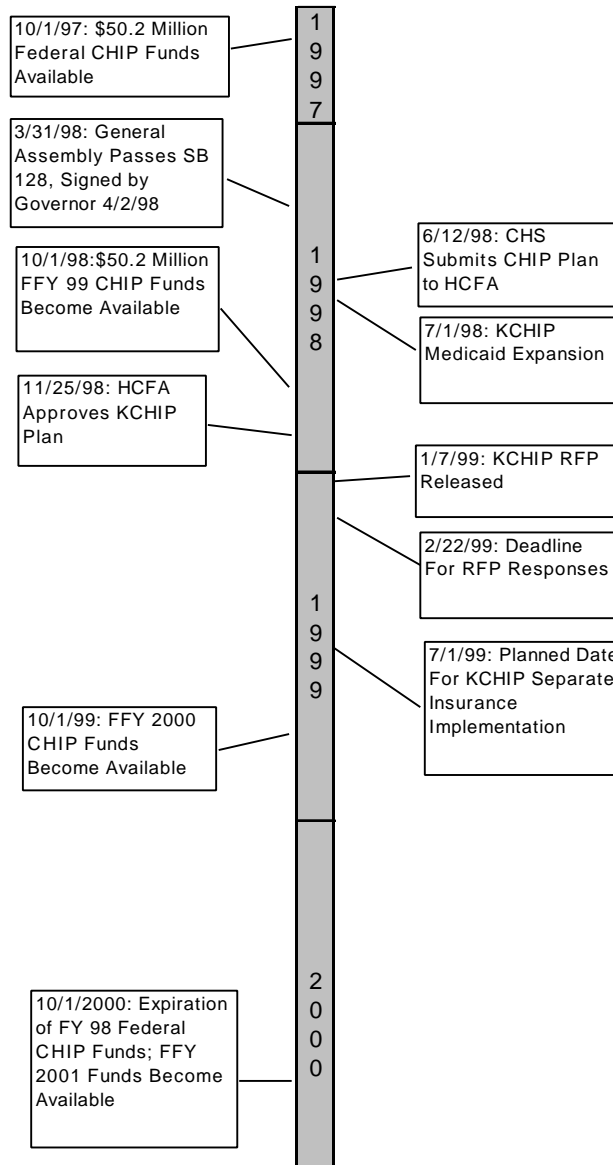 10/1/97: $50.2 Million
Federal CHIP Funds
Available
1
9
9
7
3/31/98: General
Assembly Passes SB
128, Signed by
Governor 4/2/98
10/1/98:$50.2 Million
FFY 99 CHIP Funds
Become Available
11/25/98: HCFA
Approves KCHIP
Plan
1
9
9
8
6/12/98: CHS
Submits CHIP Plan
to HCFA
7/1/98: KCHIP
Medicaid Expansion
1/7/99: KCHIP RFP
Released
2/22/99: Deadline
For RFP Responses
1
9
9
9
7/1/99: Planned Date
For KCHIP Separate
Insurance
Implementation
10/1/99: FFY 2000
CHIP Funds
Become Available
2
0
0
0
10/1/2000: Expiration
of FY 98 Federal
CHIP Funds; FFY
2001 Funds Become
Available